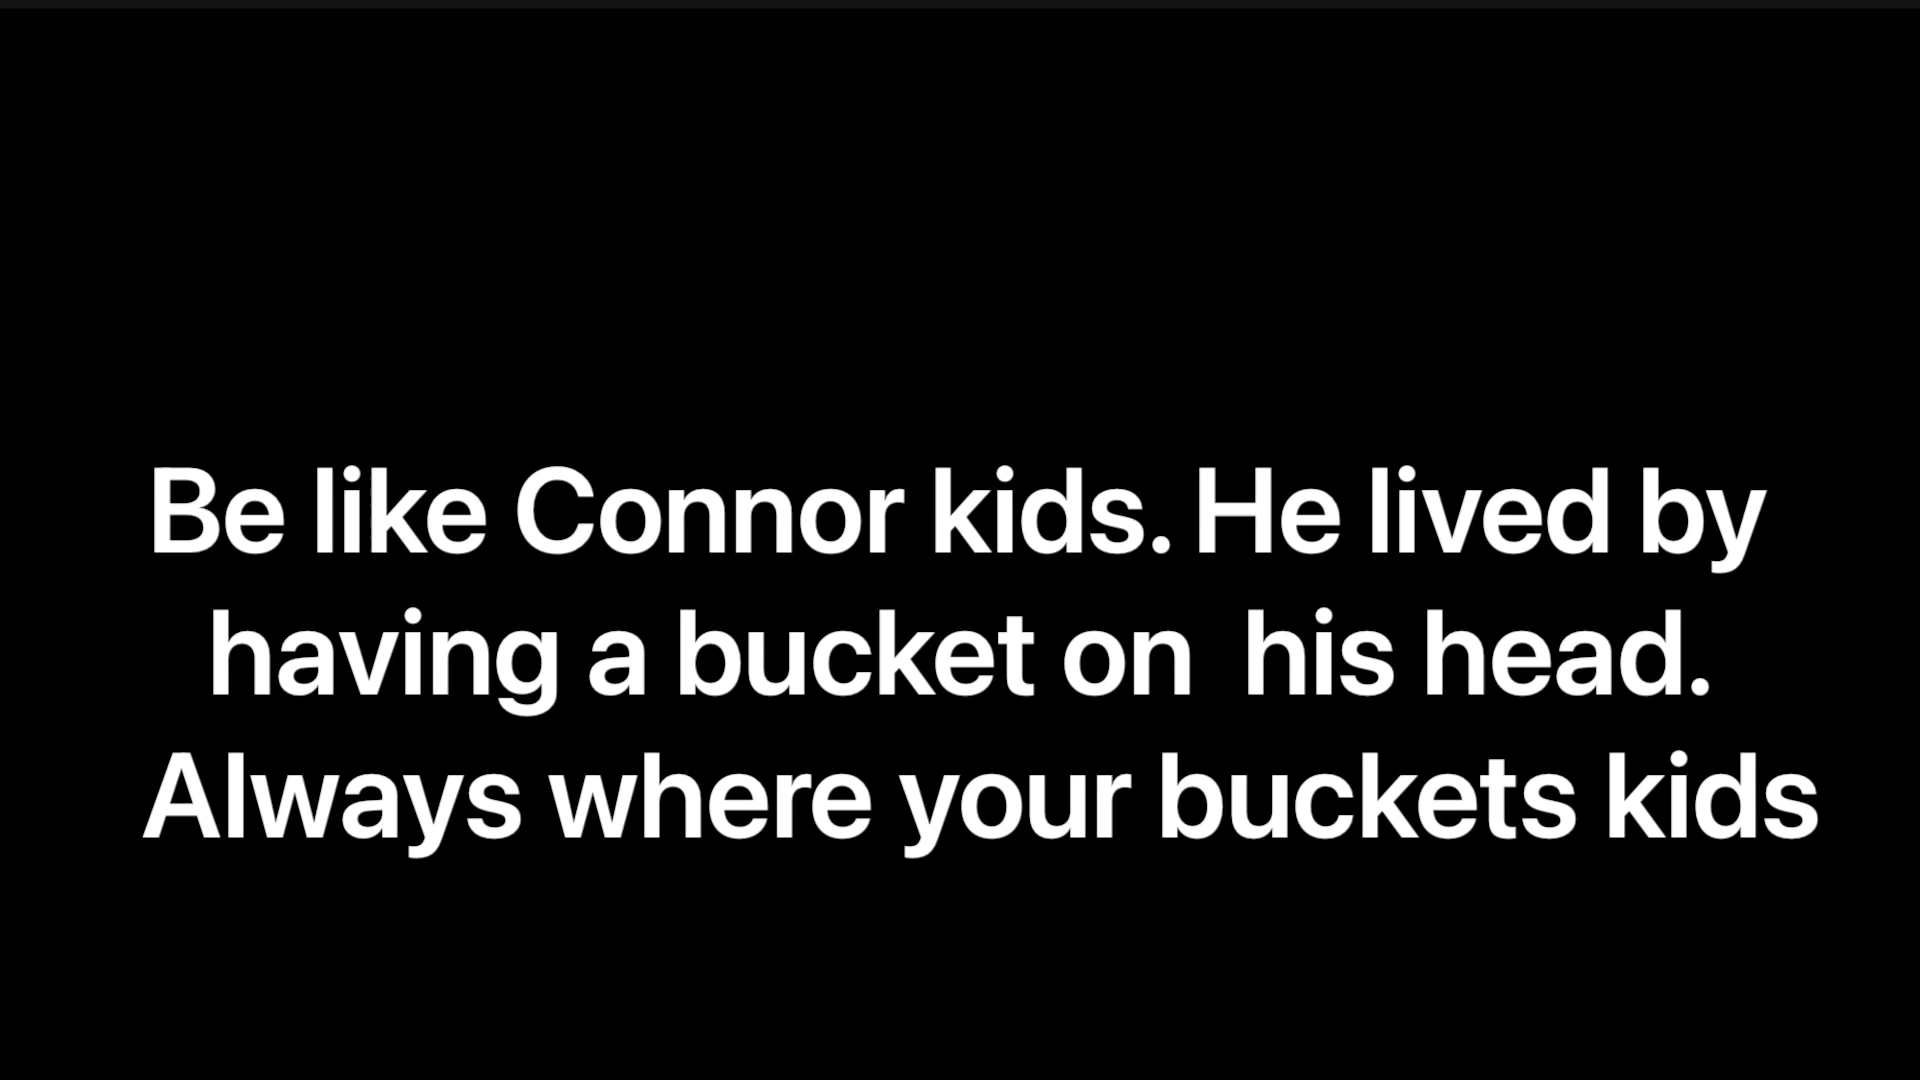 Be like Connor kids. He lived by
having a bucket on  his head.
Always where your buckets kids